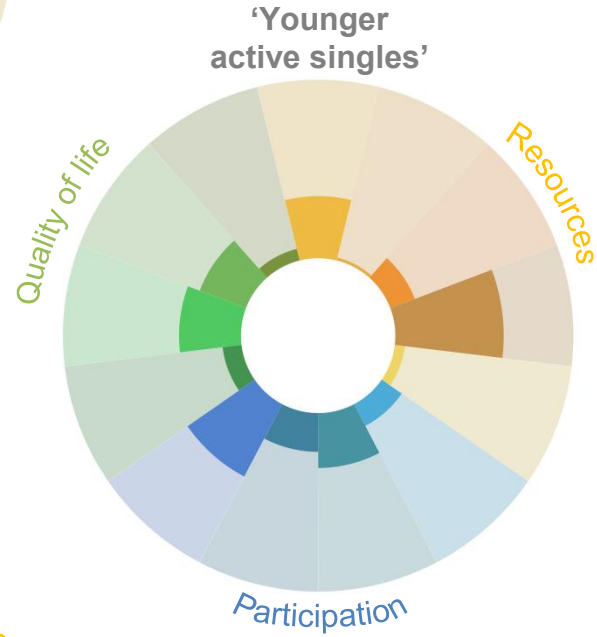 ‘Younger
active singles’
Quality of life
Resources
Participation